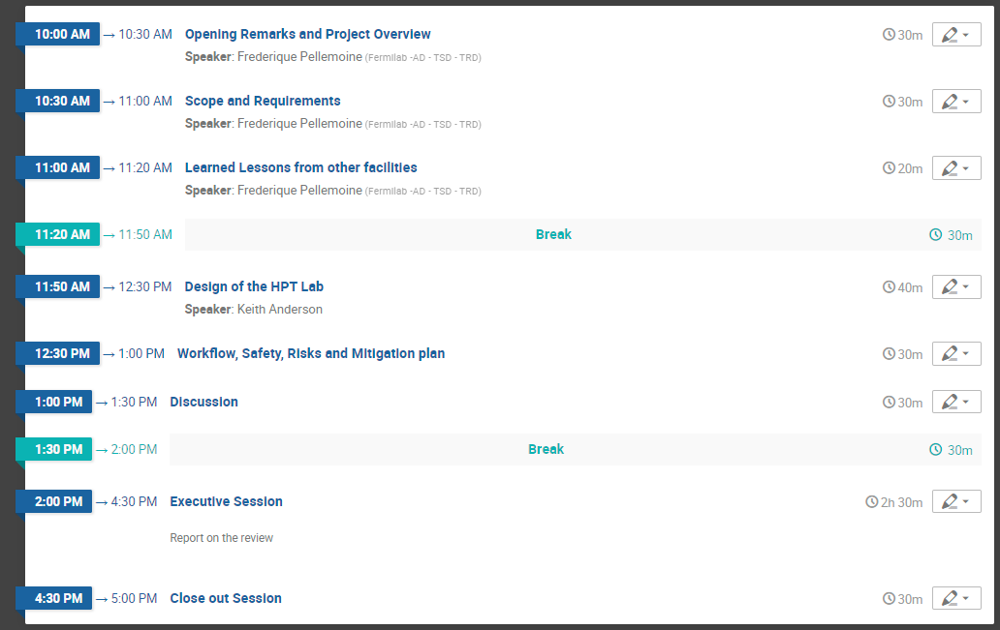 10:00 AM → 10:30 AM Opening Remarks and Project Overview 30m
Speaker: Frederique Pellemoine (Fermilab -AD - TSD - TRD)
10:30 AM → 11:00 AM Scope and Requirements 30m
Speaker: Frederique Pellemoine (Fermilab -AD - TSD - TRD)
11:00 AM → 11:20 AM Learned Lessons from other facilities 20m
Speaker: Frederique Pellemoine (Fermilab -AD - TSD - TRD)
11:20 AM → 11:50 AM Break 30m
11:50 AM → 12:30 PM Design of the HPT Lab 40m
Speaker: Keith Anderson
12:30 PM → 1:00 PM Workflow, Safety, Risks and Mitigation plan 30m
1:00 PM → 1:30 PM Discussion 30m
1:30 PM → 2:00 PM Break 30m
2:00 PM → 4:30 PM Executive Session 2h 30m
Report on the review
4:30 PM → 5:00 PM Close out Session 30m